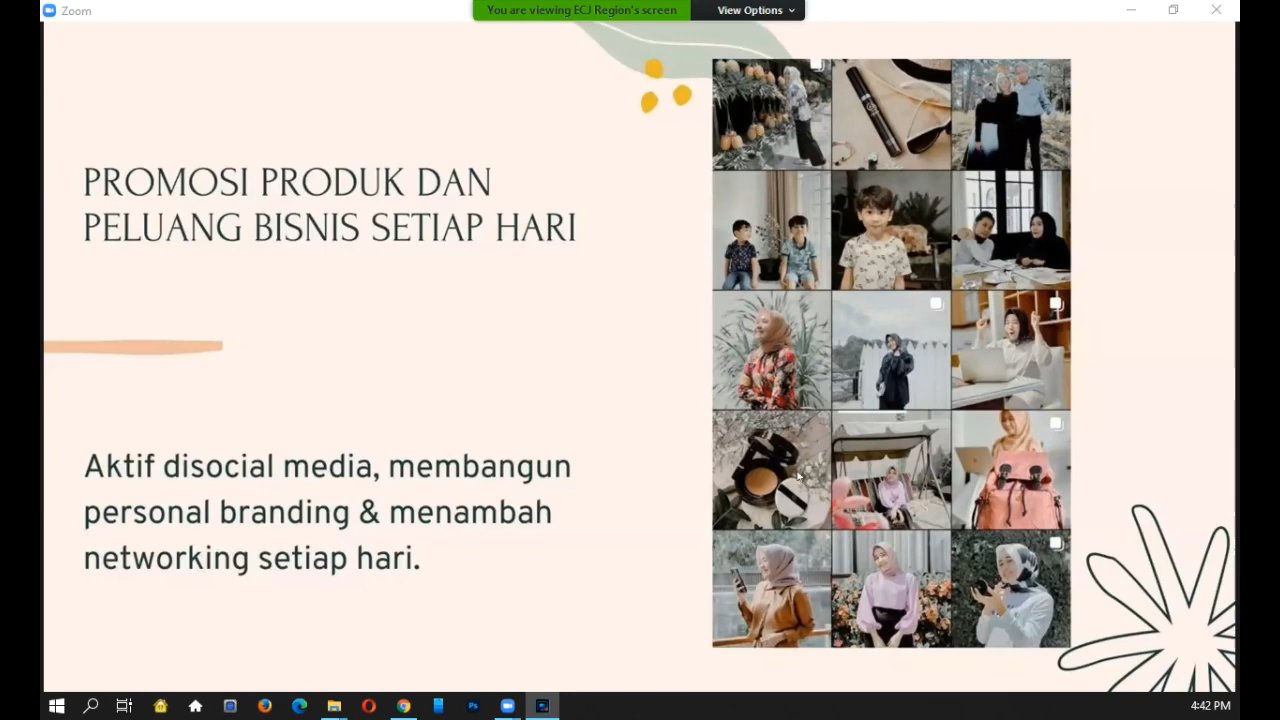 Zoom
You are viewing ECJ Region's screen
View Options
PROMOSI PRODUK DAN
PELUANG BISNIS SETIAP HARI
Aktif disocial media, membangun
personal branding & menambah
networking setiap hari.
Ps
4:42 PM